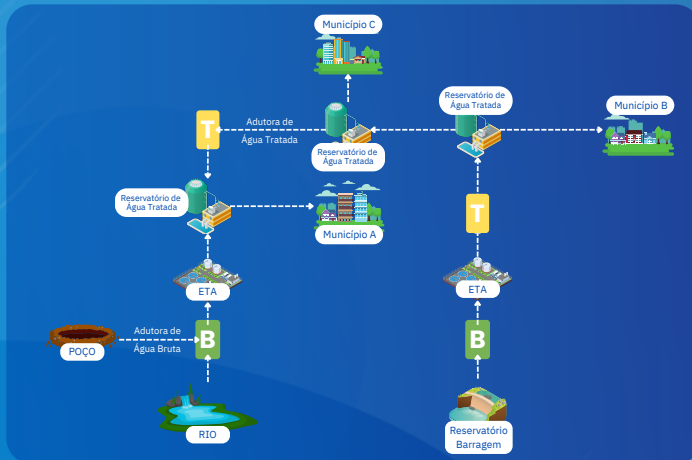 Município C
Reservatório de
Água Tratada
Município B
T
Adutora de
Água Tratada
Reservatório de
Água Tratada
Reservatório de
Água Tratada
T
Município A
ETA
ETA
Adutora de
Água Bruta
B
B
POÇO
RIO
Reservatório
Barragem